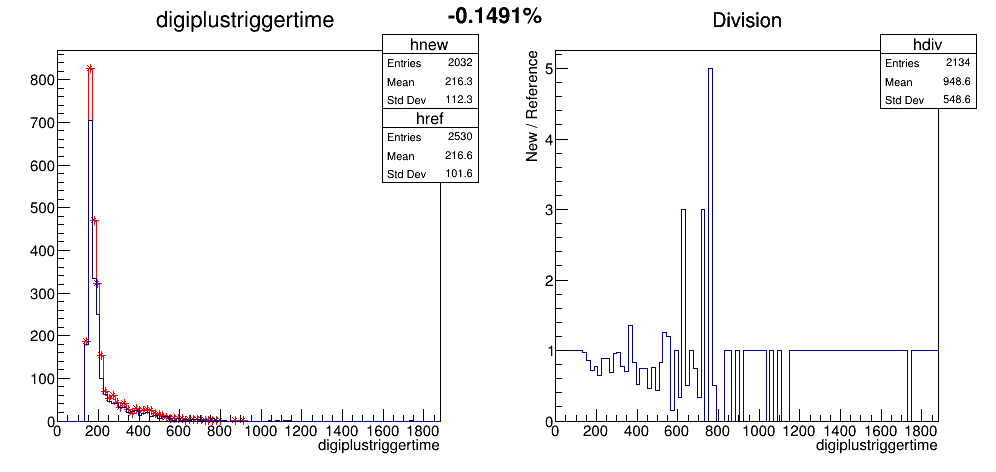 -0.1491%
digiplustriggertime
hnew
Entries 2032
Mean 216.3
Std Dev 112.3
href
Entries 2530
Mean 216.6
Std Dev 101.6
800
700
600
500
400
300
200
100
0
0 200 400 600 800 1000 1200 1400 1600 1800
digiplustriggertime
Division
hdiv
Entries 2134
Mean 948.6
Std Dev 548.6
New / Reference
5
4
3
2
1
0
0 200 400 600 800 1000 1200 1400 1600 1800
digiplustriggertime